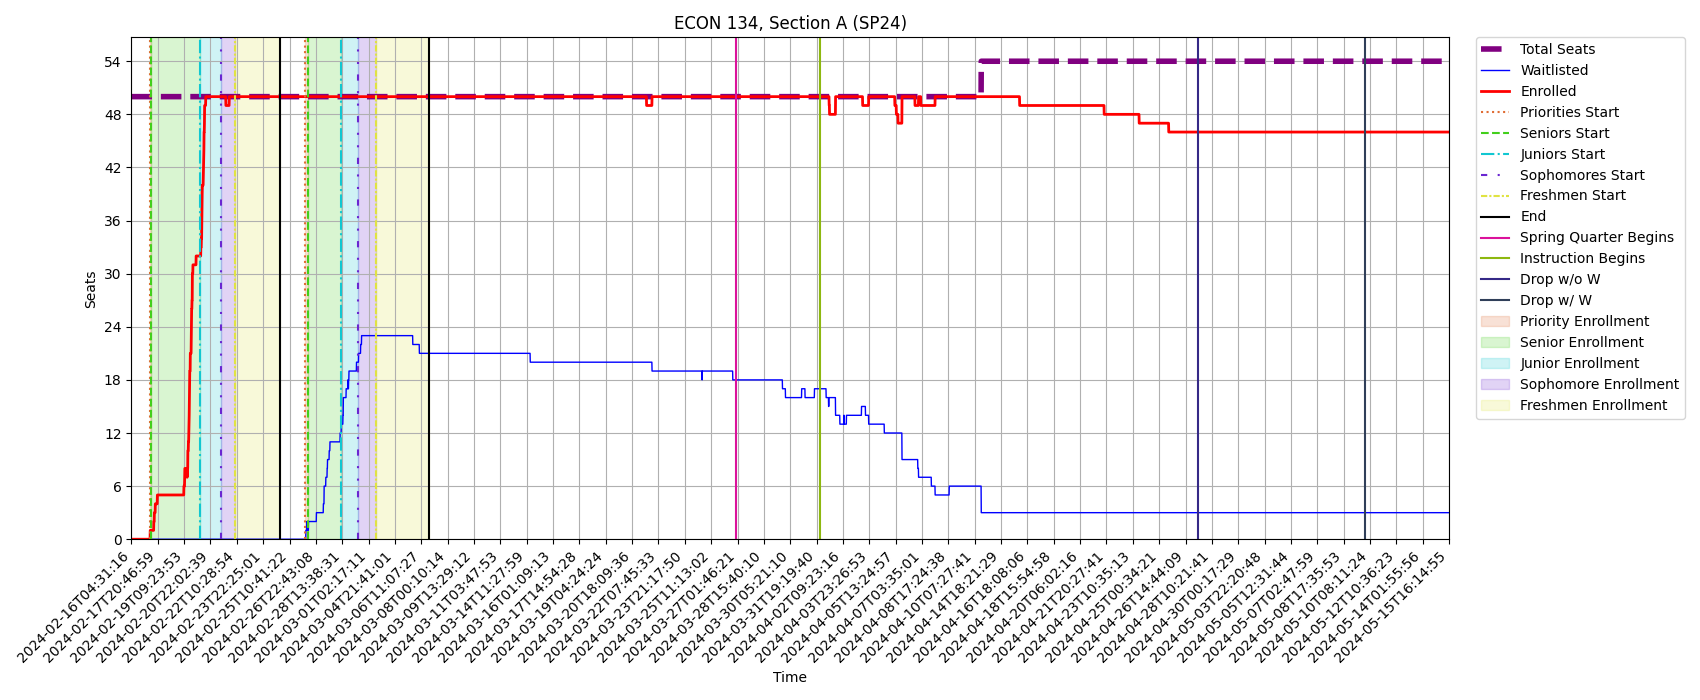 ECON 134, Section A (SP24)
Seats
54
48
42
36
30
24
18
12
6
0
2024-02-16T04:31:16
2024-02-17T20:46:59
2024-02-19T09:23:53
2024-02-20T22:02:39
2024-02-22T10:28:54
2024-02-23T22:25:01
2024-02-25T10:41:22
2024-02-26T22:43:08
2024-02-28T13:38:31
2024-03-01T02:17:11
2024-03-04T21:41:01
2024-03-06T11:07:27
2024-03-08T00:10:14
2024-03-09T13:29:12
2024-03-11T03:47:53
2024-03-14T11:27:59
2024-03-16T01:09:13
2024-03-17T14:54:28
2024-03-19T04:24:24
2024-03-20T18:09:36
2024-03-22T07:45:33
2024-03-23T21:17:50
2024-03-25T11:13:02
2024-03-27T01:46:21
2024-03-28T15:40:10
2024-03-30T05:21:10
2024-03-31T19:19:40
2024-04-02T09:23:16
2024-04-03T23:26:53
2024-04-05T13:24:57
2024-04-07T03:35:01
2024-04-08T17:24:38
2024-04-10T07:27:41
2024-04-14T18:21:29
2024-04-16T18:08:06
2024-04-18T15:54:58
2024-04-20T06:02:16
2024-04-21T20:27:41
2024-04-23T10:35:13
2024-04-25T00:34:21
2024-04-26T14:44:09
2024-04-28T10:21:41
2024-04-30T00:17:29
2024-05-03T22:20:48
2024-05-05T12:31:44
2024-05-07T02:47:59
2024-05-08T17:35:53
2024-05-10T08:11:24
2024-05-12T10:36:23
2024-05-14T01:55:56
2024-05-15T16:14:55
Time
Total Seats
Waitlisted
Enrolled
Priorities Start
Seniors Start
Juniors Start
Sophomores Start
Freshmen Start
End
Spring Quarter Begins
Instruction Begins
Drop w/o W
Drop w/ W
Priority Enrollment
Senior Enrollment
Junior Enrollment
Sophomore Enrollment
Freshmen Enrollment